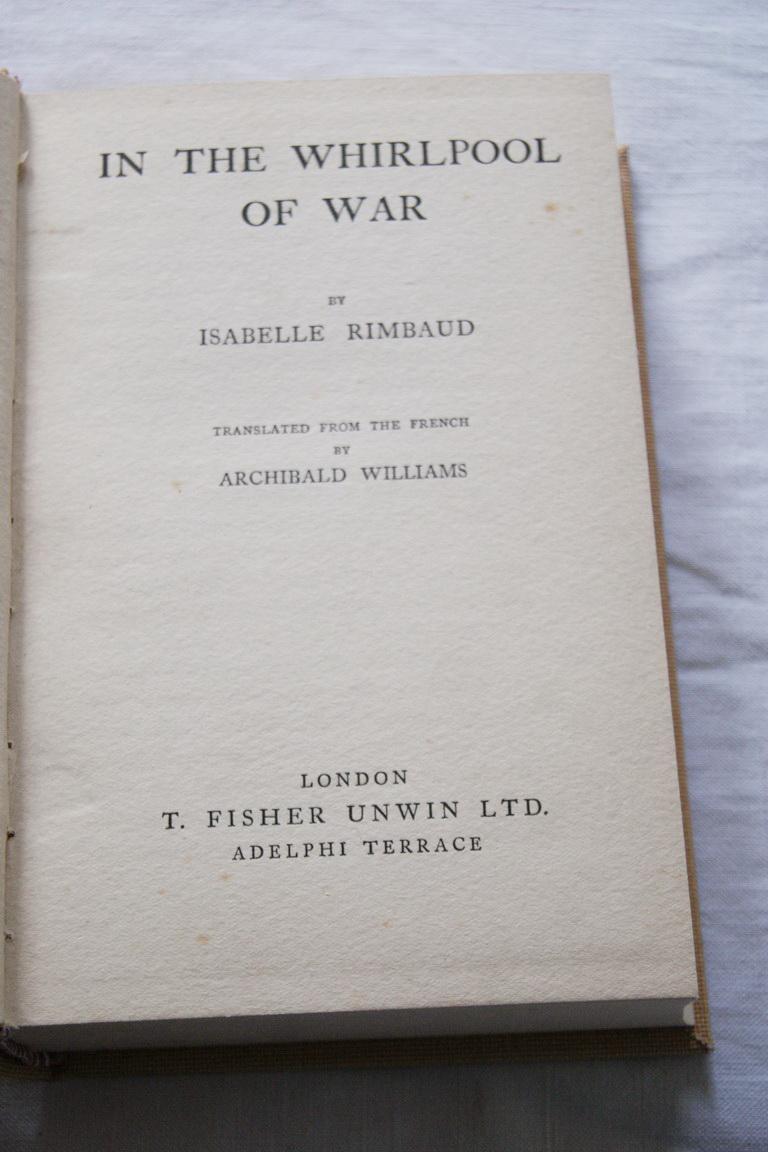 IN THE WHIRLPOOL
OF WAR
BY
ISABELLE RIMBAUD
TRANSLATED FROM THE FRENCH
BY
ARCHIBALD WILLIAMS
LONDON
T. FISHER UNWIN LTD.
ADELPHI TERRACE